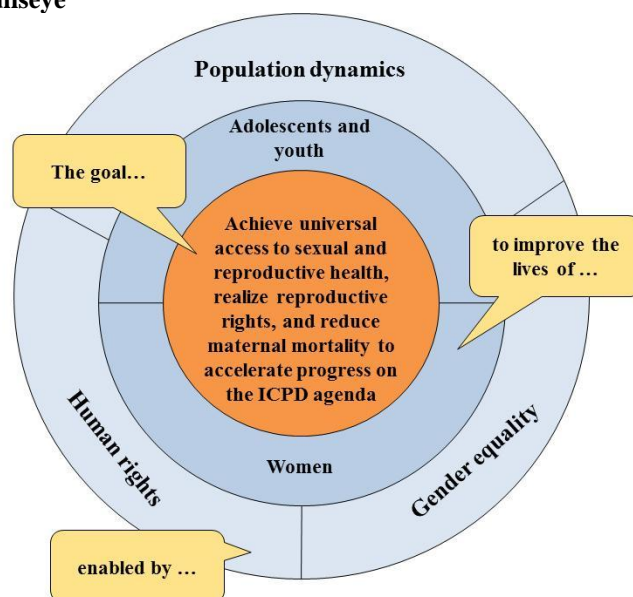 Population dynamics
Adolescents and
youth
The goal…
Achieve universal
access to sexual and
reproductive health,
realize reproductive
rights, and reduce
maternal mortality to
accelerate progress on
the ICPD agenda
to improve the
lives of …
Women
Human rights
Gender equality
enabled by …